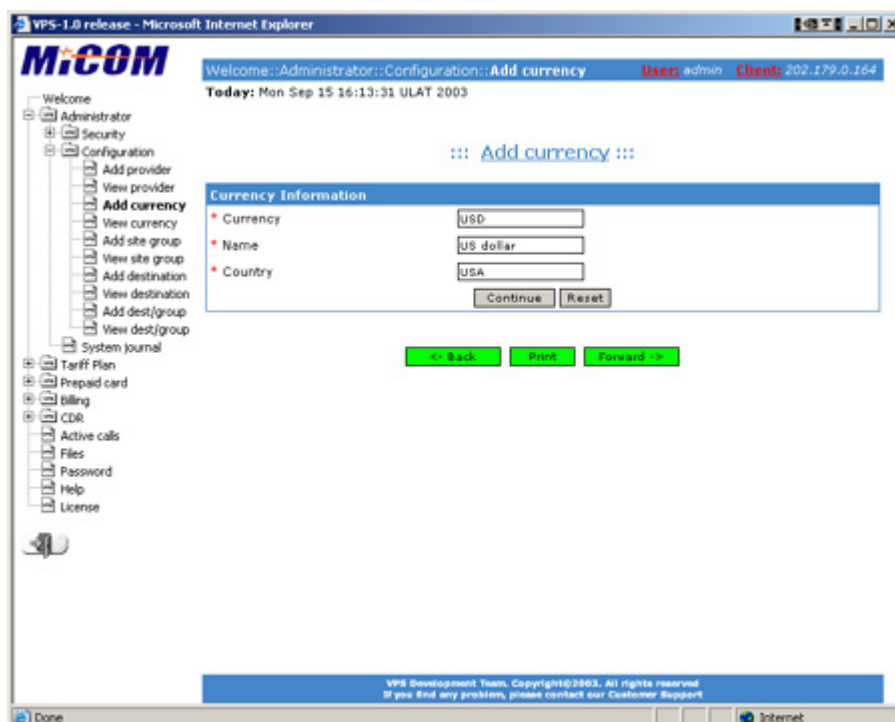 VPS-1.0 release - Microsoft Internet Explorer
MiCOM
Welcome::Administrator::Configuration::Add currency User: admin Client: 202.179.0.164
Today: Mon Sep 15 16:13:31 ULAT 2003
Welcome
Administrator
Security
Configuration
Add provider
View provider
Add currency
View currency
Add site group
View site group
Add destination
View destination
Add dest/group
View dest/group
System journal
Tariff Plan
Prepaid card
Billing
CDR
Active calls
Files
Password
Help
License
::: Add currency :::
Currency Information
* Currency USD
* Name US dollar
* Country USA
Continue Reset
<- Back Print Forward ->
VPS Development Team. Copyright©2003. All rights reserved
If you find any problem, please contact our Customer Support
Done Internet